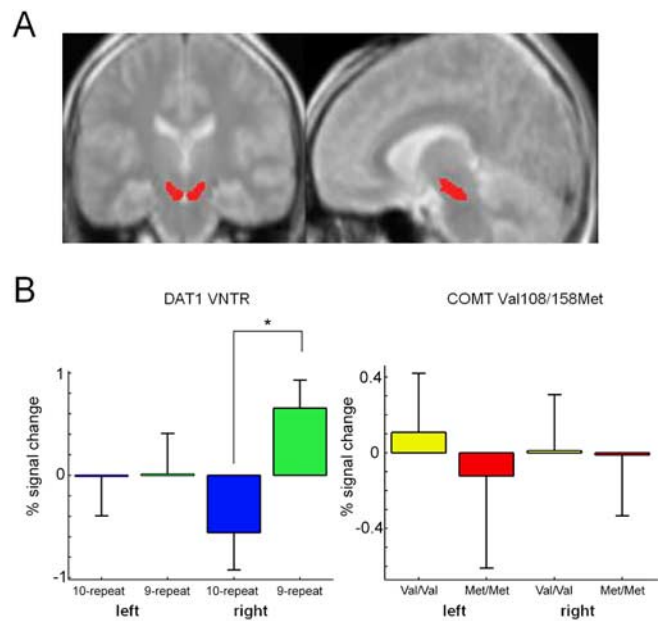 A
B
DAT1 VNTR
COMT Val108/158Met
*
% signal change
1
0
-1
10-repeat 9-repeat 10-repeat 9-repeat
left right
% signal change
0.4
0
-0.4
Val/Val Met/Met Val/Val Met/Met
left right